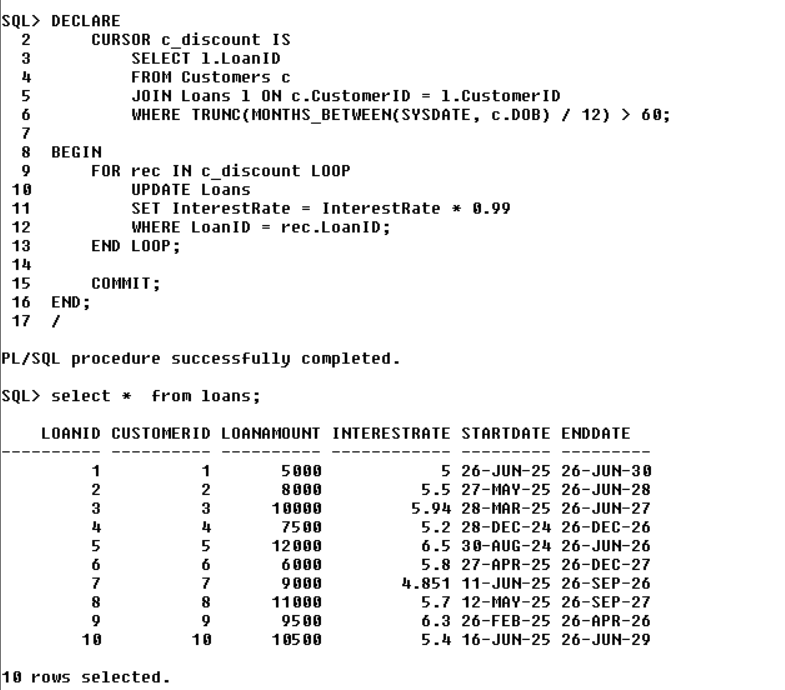 SQL> DECLARE
  2      CURSOR c_discount IS
  3          SELECT l.LoanID
  4          FROM Customers c
  5          JOIN Loans l ON c.CustomerID = l.CustomerID
  6          WHERE TRUNC(MONTHS_BETWEEN(SYSDATE, c.DOB) / 12) > 60;
  7
  8  BEGIN
  9      FOR rec IN c_discount LOOP
 10          UPDATE Loans
 11          SET InterestRate = InterestRate * 0.99
 12          WHERE LoanID = rec.LoanID;
 13      END LOOP;
 14
 15      COMMIT;
 16  END;
 17  /
PL/SQL procedure successfully completed.
SQL> select *  from loans;
    LOANID CUSTOMERID LOANAMOUNT INTERESTRATE STARTDATE ENDDATE
---------- ---------- ---------- ------------ --------- ---------
         1          1       5000            5 26-JUN-25 26-JUN-30
         2          2       8000          5.5 27-MAY-25 26-JUN-28
         3          3      10000         5.94 28-MAR-25 26-JUN-27
         4          4       7500          5.2 28-DEC-24 26-DEC-26
         5          5      12000          6.5 30-AUG-24 26-JUN-26
         6          6       6000          5.8 27-APR-25 26-DEC-27
         7          7       9000        4.851 11-JUN-25 26-SEP-26
         8          8      11000          5.7 12-MAY-25 26-SEP-27
         9          9       9500          6.3 26-FEB-25 26-APR-26
        10         10      10500          5.4 16-JUN-25 26-JUN-29
10 rows selected.